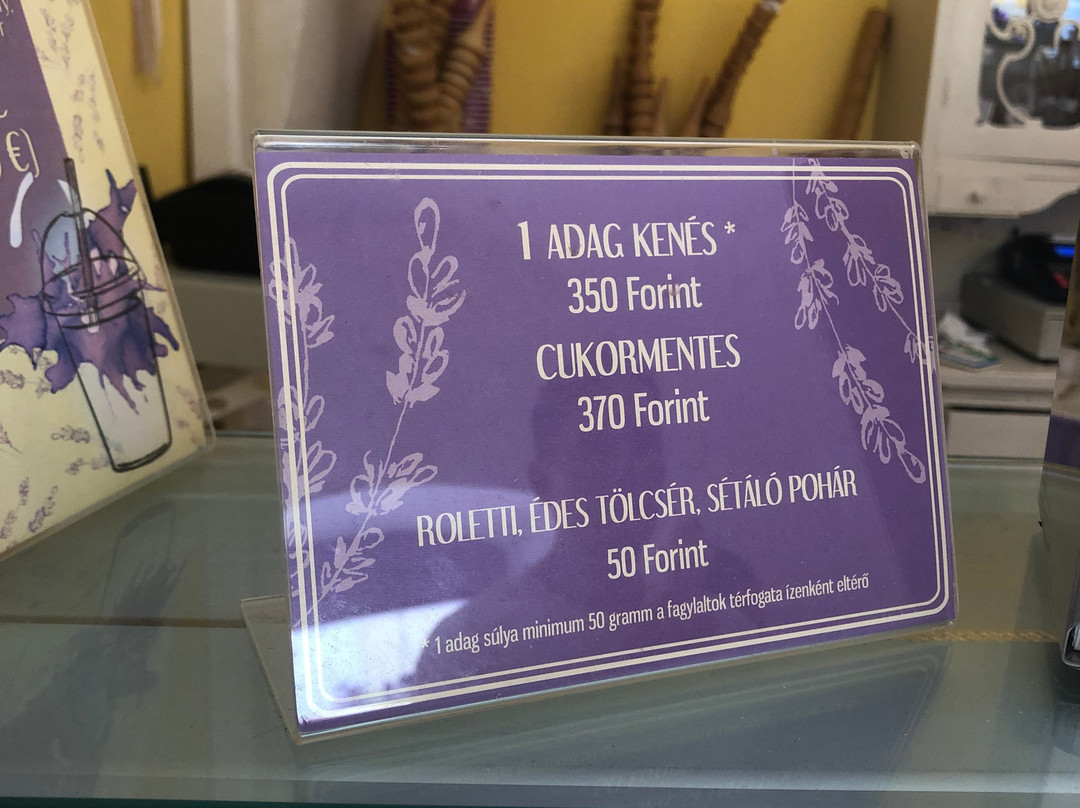 €)
1 ADAG KENÉS *
350 Forint
CUKORMENTES
370 Forint
ROLETTI, ÉDES TÖLCSÉR, SÉTÁLÓ POHÁR
50 Forint
* 1 adag súlya minimum 50 gramm a fagylaltok térfogata ízenként eltérő